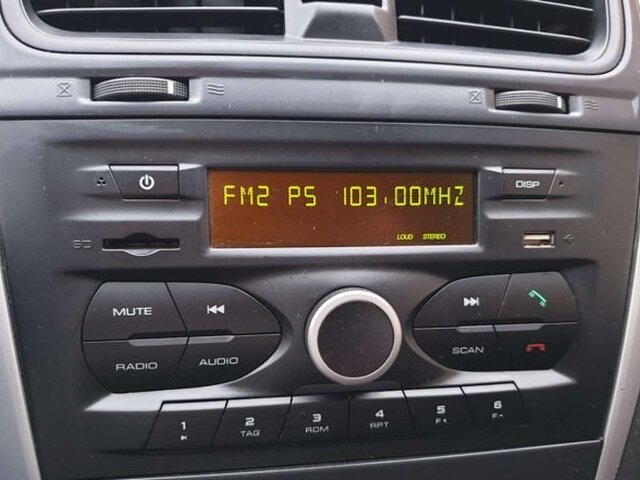 DISP
FM2 P5 103.00MHZ
LOUD STEREO
SD
MUTE
RADIO
AUDIO
SCAN
1
2
TAG
3
RDM
4
RPT
5
F+
6
F-